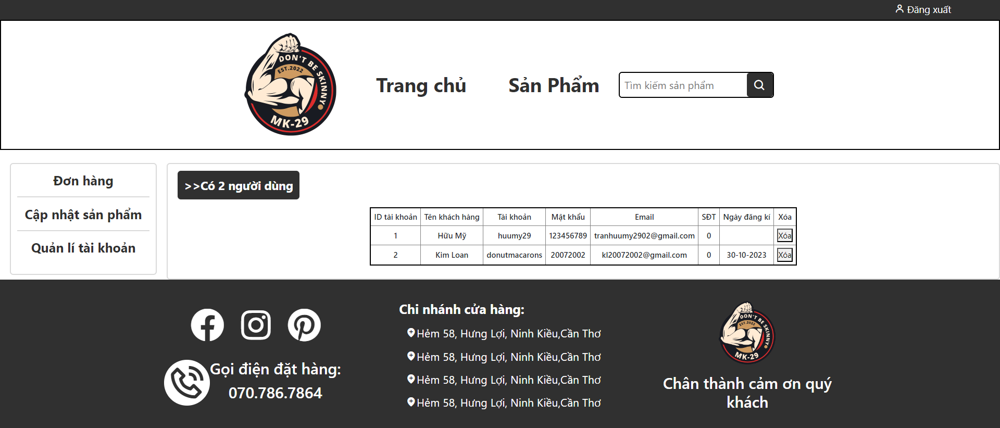 Đăng xuất
DON'T BE SKINNY
EST.2022
MK-29
Trang chủ
Sản Phẩm
Tìm kiếm sản phẩm
Đơn hàng
Cập nhật sản phẩm
Quản lí tài khoản
>>Có 2 người dùng
ID tài khoản Tên khách hàng Tài khoản Mật khẩu Email SĐT Ngày đăng kí Xóa
1 Hữu Mỹ huumy29 123456789 tranhuumy2902@gmail.com 0 Xóa
2 Kim Loan donutmacarons 20072002 kl20072002@gmail.com 0 30-10-2023 Xóa
Gọi điện đặt hàng:
070.786.7864
Chi nhánh cửa hàng:
Hẻm 58, Hưng Lợi, Ninh Kiều,Cần Thơ
Hẻm 58, Hưng Lợi, Ninh Kiều,Cần Thơ
Hẻm 58, Hưng Lợi, Ninh Kiều,Cần Thơ
Hẻm 58, Hưng Lợi, Ninh Kiều,Cần Thơ
DON'T BE SKINNY
EST.2022
MK-29
Chân thành cảm ơn quý
khách